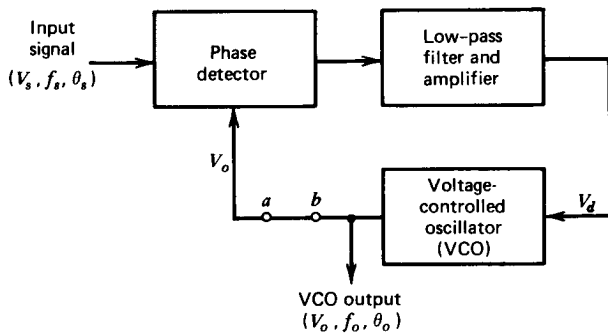 Input
signal
(Vs, fs, θs)
Phase
detector
Low-pass
filter and
amplifier
Vo
a
b
Voltage-
controlled
oscillator
(VCO)
Vd
VCO output
(Vo, fo, θo)